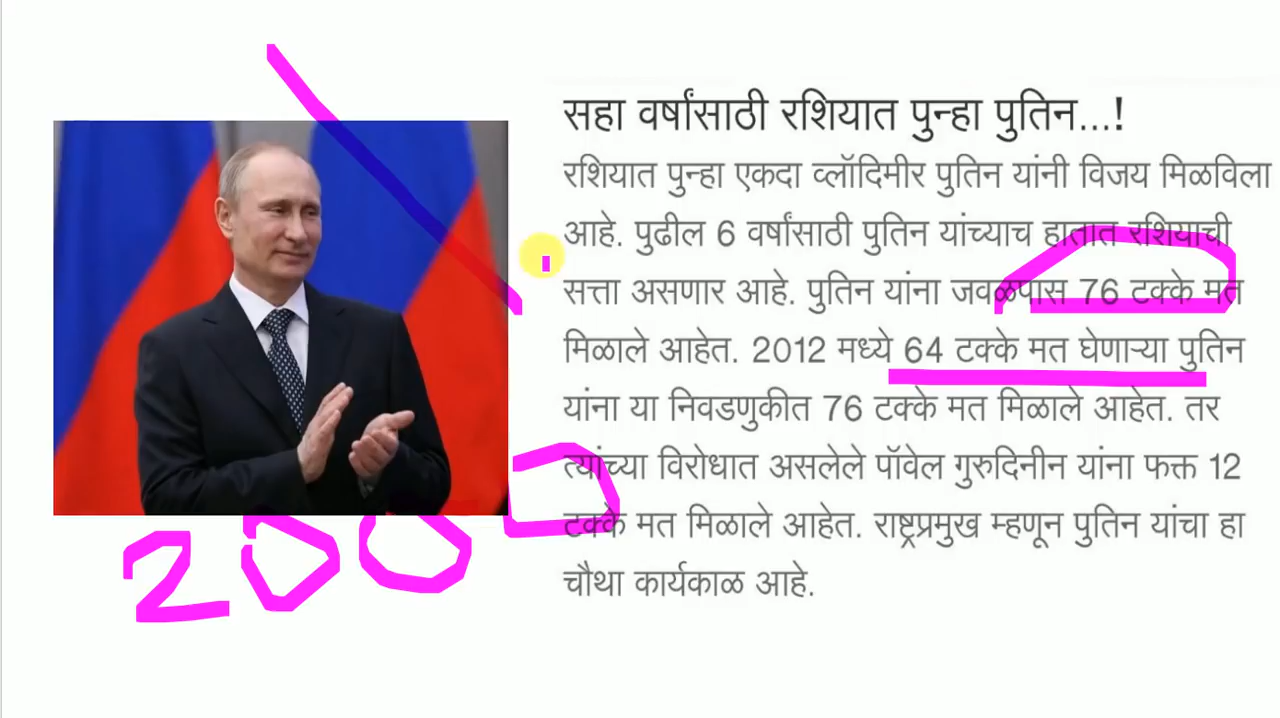 सहा वर्षांसाठी रशियात पुन्हा पुतिन...!
रशियात पुन्हा एकदा व्लॉदिमीर पुतिन यांनी विजय मिळविला
आहे. पुढील 6 वर्षांसाठी पुतिन यांच्याच हातात रशियाची
सत्ता असणार आहे. पुतिन यांना जवळपास 76 टक्के मत
मिळाले आहेत. 2012 मध्ये 64 टक्के मत घेणाऱ्या पुतिन
यांना या निवडणुकीत 76 टक्के मत मिळाले आहेत. तर
त्यांच्या विरोधात असलेले पॉवेल गुरुदिनीन यांना फक्त 12
टक्के मत मिळाले आहेत. राष्ट्रप्रमुख म्हणून पुतिन यांचा हा
चौथा कार्यकाळ आहे.
2000